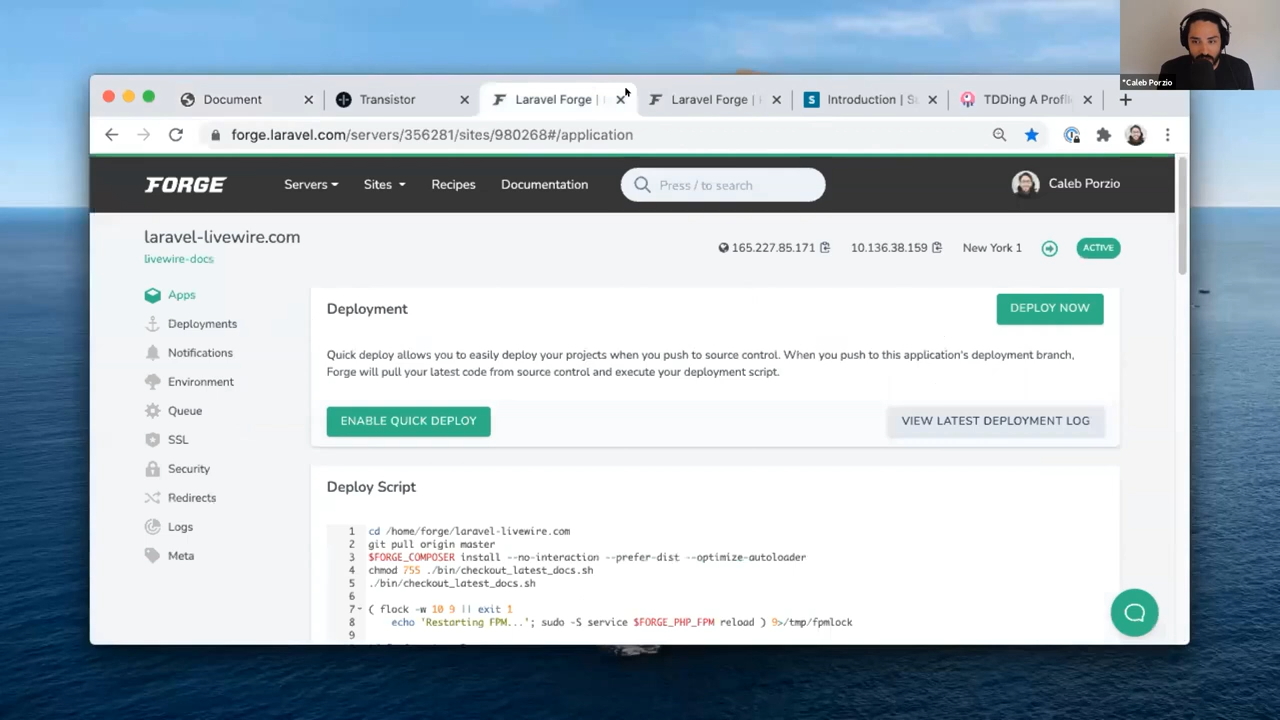 *Caleb Porzio
Document
Transistor
Laravel Forge |
Laravel Forge |
Introduction | Su
TDDing A Profil
forge.laravel.com/servers/356281/sites/980268#/application
FORGE
Servers
Sites
Recipes
Documentation
Press / to search
Caleb Porzio
laravel-livewire.com
livewire-docs
165.227.85.171
10.136.38.159
New York 1
ACTIVE
Apps
Deployments
Notifications
Environment
Queue
SSL
Security
Redirects
Logs
Meta
Deployment
DEPLOY NOW
Quick deploy allows you to easily deploy your projects when you push to source control. When you push to this application's deployment branch,
Forge will pull your latest code from source control and execute your deployment script.
ENABLE QUICK DEPLOY
VIEW LATEST DEPLOYMENT LOG
Deploy Script
1 cd /home/forge/laravel-livewire.com
2 git pull origin master
3 $FORGE_COMPOSER install --no-interaction --prefer-dist --optimize-autoloader
4 chmod 755 ./bin/checkout_latest_docs.sh
5 ./bin/checkout_latest_docs.sh
6
7 ( flock -w 10 9 || exit 1
8 echo 'Restarting FPM...'; sudo -S service $FORGE_PHP_FPM reload ) 9>/tmp/fpmlock
9